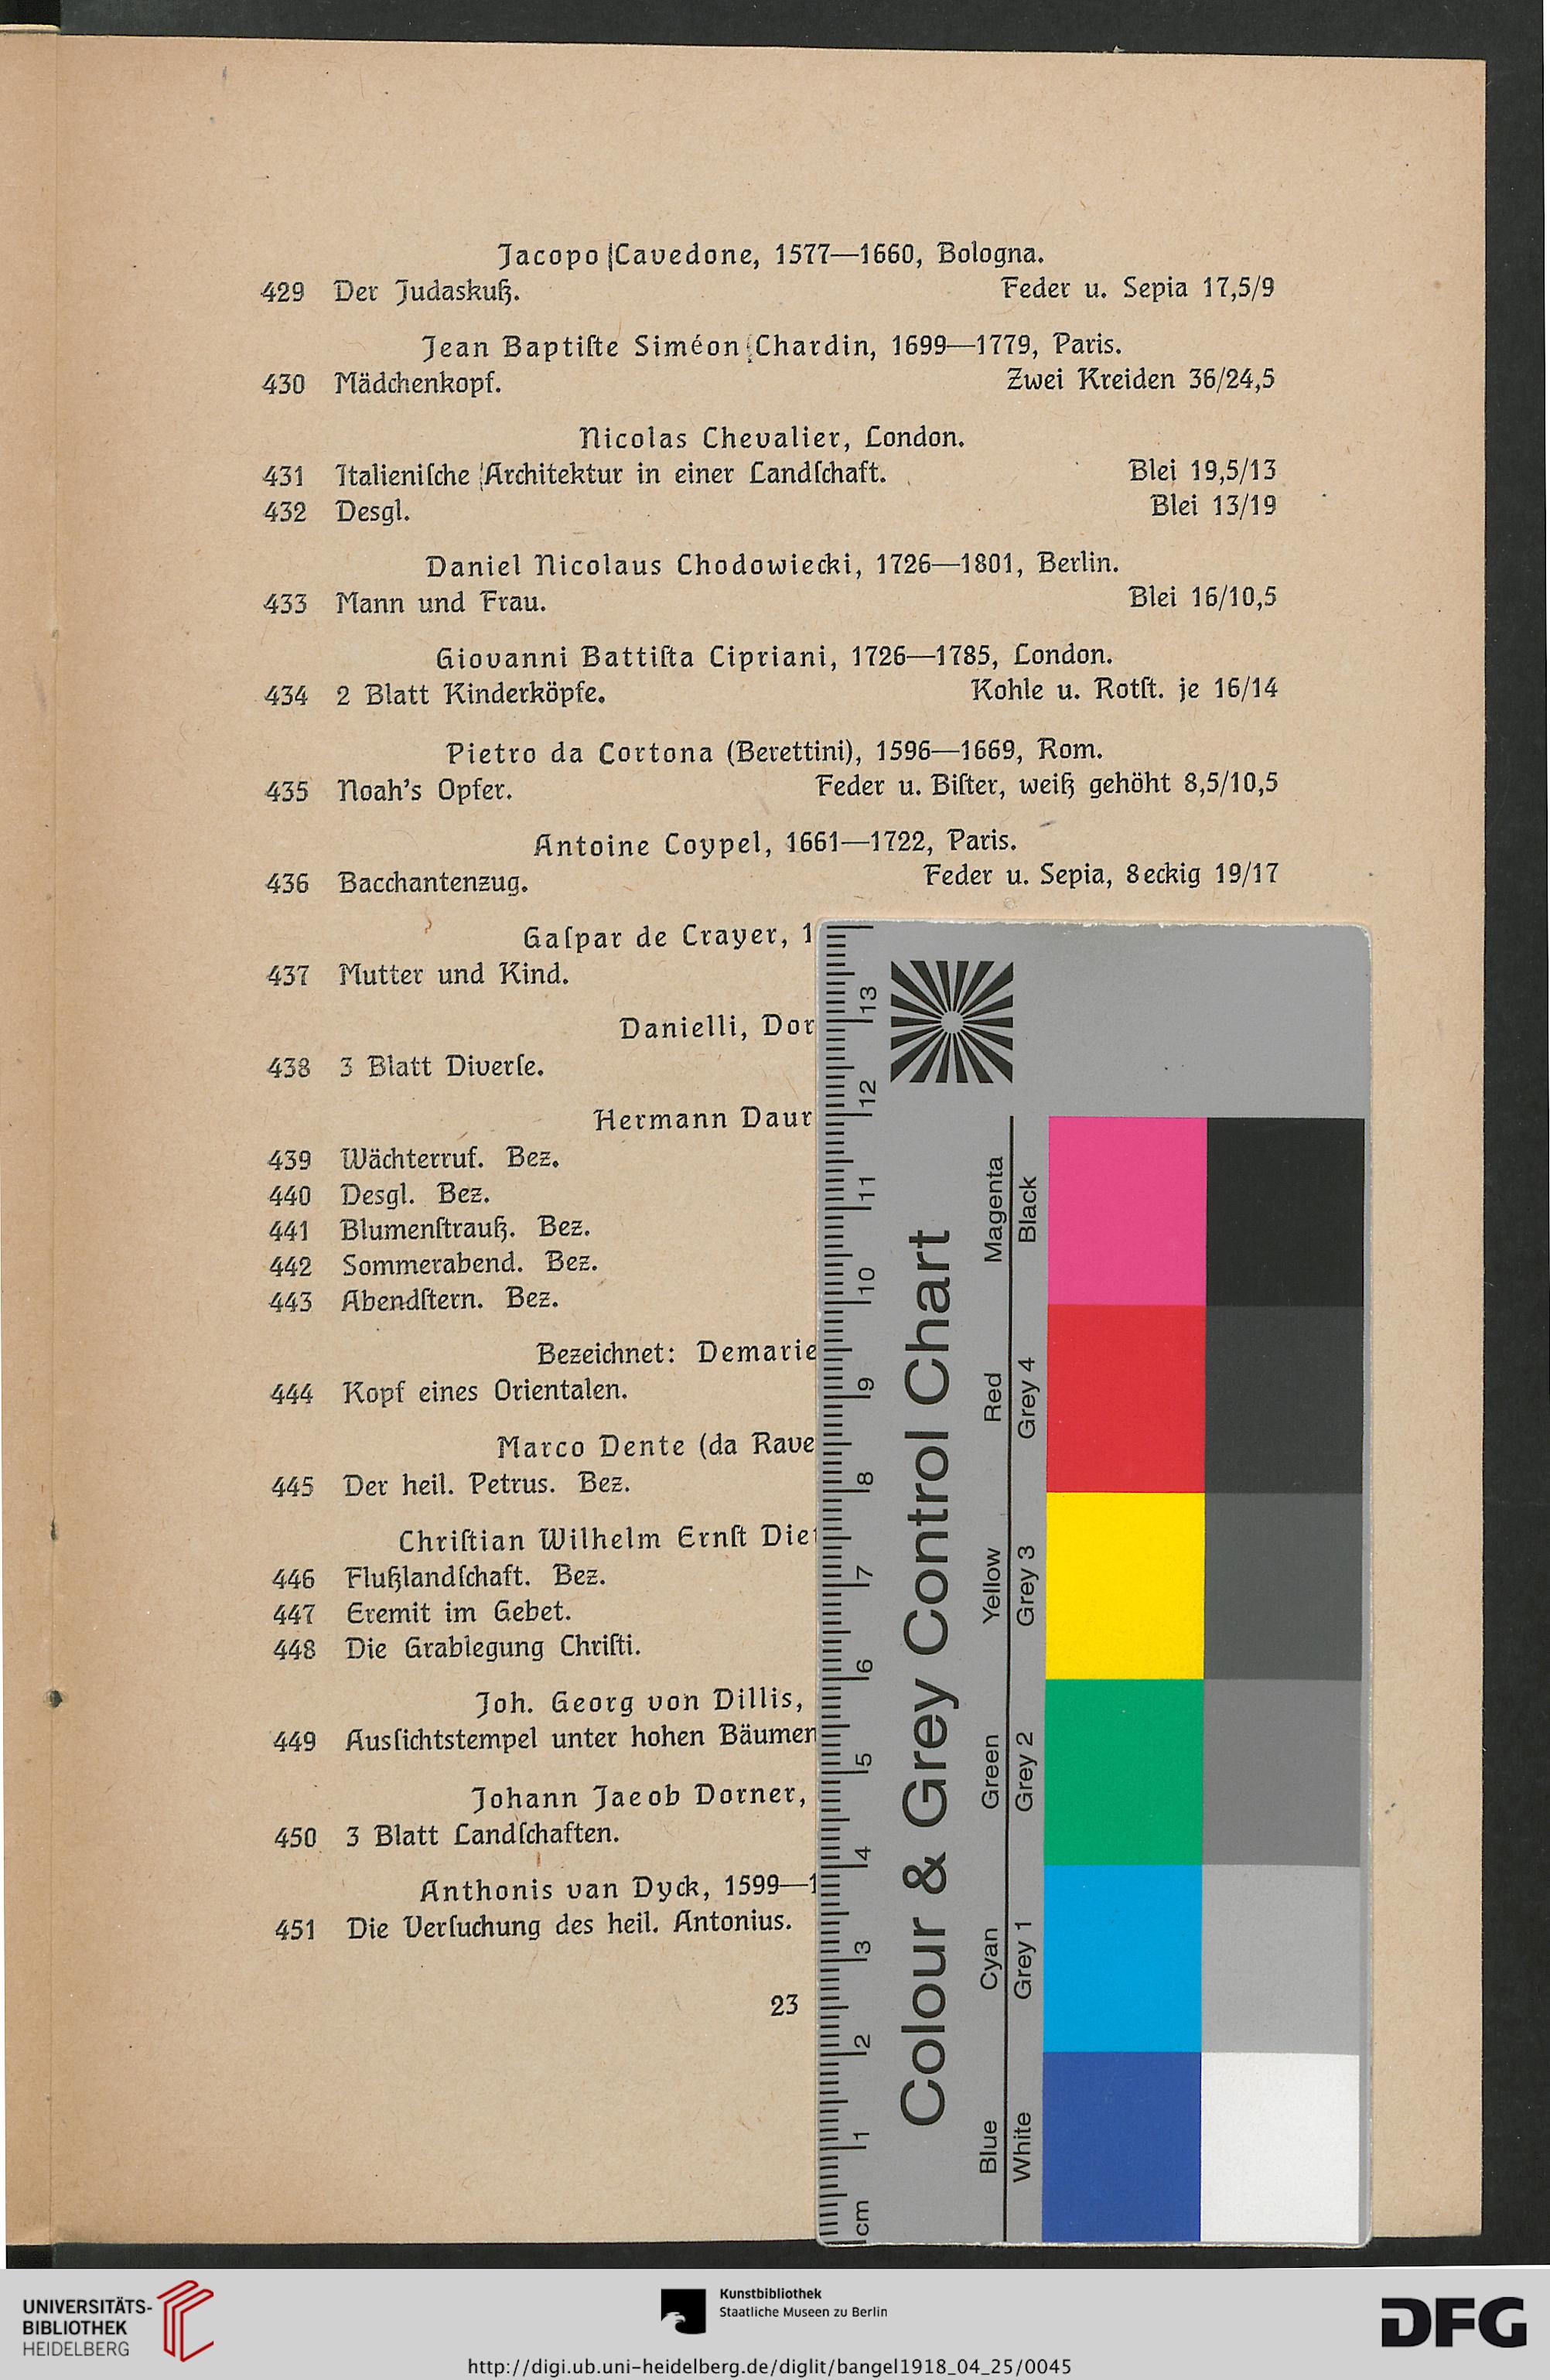 Jacopo Cavedone, 1577—1660, Bologna.
429 Der Judaskuß. Feder u. Sepia 17,5/9
Jean Baptiſte Siméon Chardin, 1699—1779, Paris.
430 Mädchenkopf. Zwei Kreiden 36/24,5
Nicolas Chevalier, London.
431 Italieniſche Architektur in einer Landſchaft. Blei 19,5/13
432 Desgl. Blei 13/19
Daniel Nicolaus Chodowiecki, 1726—1801, Berlin.
433 Mann und Frau. Blei 16/10,5
Giovanni Battiſta Cipriani, 1726—1785, London.
434 2 Blatt Kinderköpfe. Kohle u. Rotſt. je 16/14
Pietro da Cortona (Berettini), 1596—1669, Rom.
435 Noah's Opfer. Feder u. Biſter, weiß gehöht 8,5/10,5
Antoine Coypel, 1661—1722, Paris.
436 Bacchantenzug. Feder u. Sepia, 8eckig 19/17
Gaſpar de Crayer, 1
437 Mutter und Kind.
Danielli, Dor
438 3 Blatt Diverſe.
Hermann Daur
439 Wächterruf. Bez.
440 Desgl. Bez.
441 Blumenſtrauß. Bez.
442 Sommerabend. Bez.
443 Abendſtern. Bez.
Bezeichnet: Demarie
444 Kopf eines Orientalen.
Marco Dente (da Rave
445 Der heil. Petrus. Bez.
Chriſtian Wilhelm Ernſt Die
446 Flußlandſchaft. Bez.
447 Eremit im Gebet.
448 Die Grablegung Chriſti.
Joh. Georg von Dillis,
449 Ausſichtstempel unter hohen Bäumen
Johann Jaeob Dorner,
450 3 Blatt Landſchaften.
Anthonis van Dyck, 1599—1
451 Die Verſuchung des heil. Antonius.
23
13
12
11
10
9
8
7
6
5
4
3
2
1
cm
Colour & Grey Control Chart
Blue Cyan Green Yellow Red Magenta
White Grey 1 Grey 2 Grey 3 Grey 4 Black
UNIVERSITÄTS-
BIBLIOTHEK
HEIDELBERG
Kunstbibliothek
Staatliche Museen zu Berlin
DFG
http://digi.ub.uni-heidelberg.de/diglit/bangel1918_04_25/0045